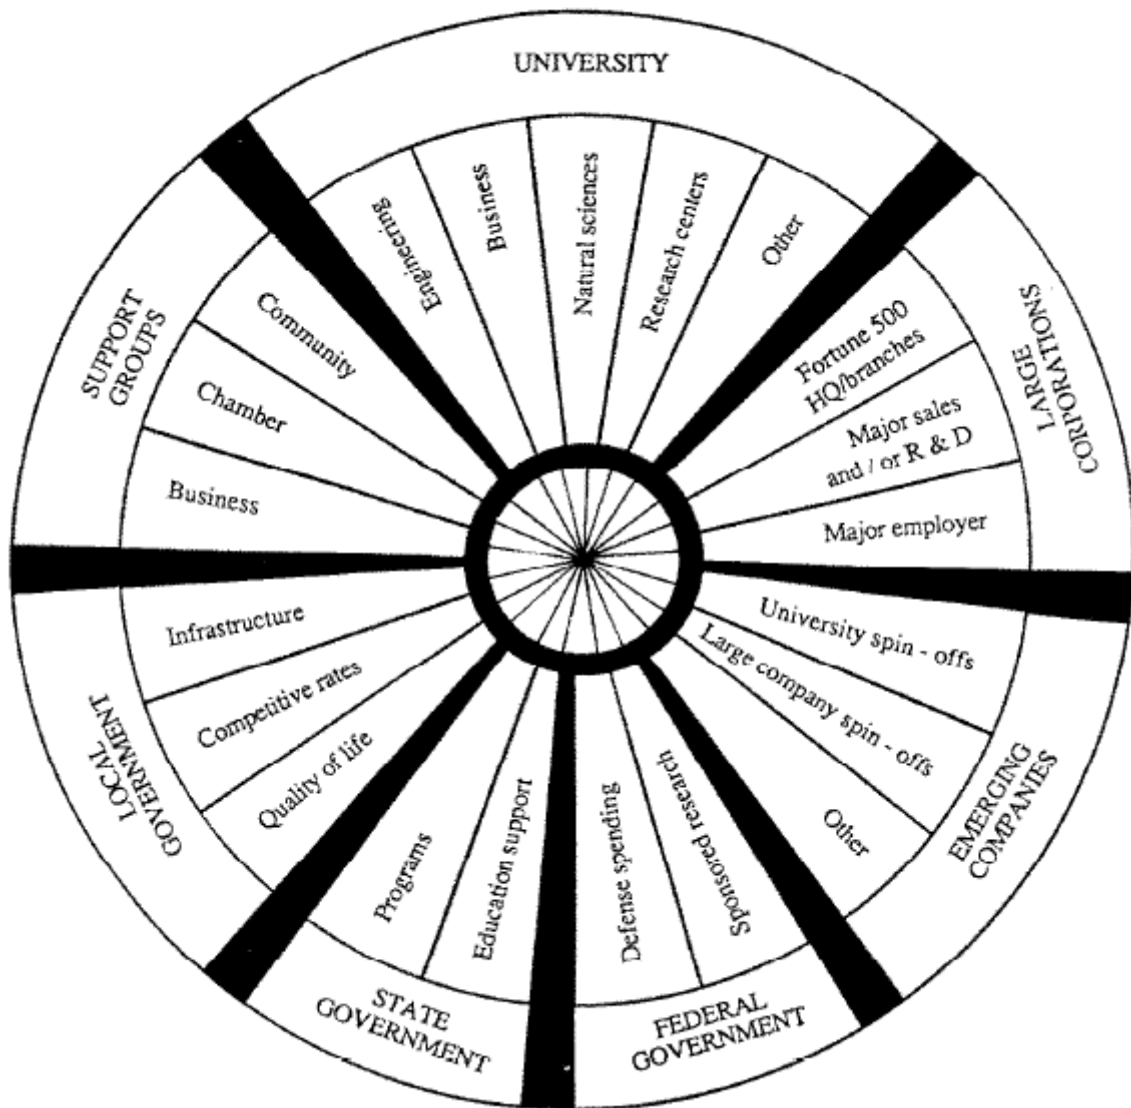 UNIVERSITY
Engineering
Business
Natural sciences
Research centers
Other
LARGE
CORPORATIONS
Fortune 500
HQ/branches
Major sales
and / or R & D
Major employer
EMERGING
COMPANIES
University spin - offs
Large company spin - offs
Other
FEDERAL
GOVERNMENT
Sponsored research
Defense spending
STATE
GOVERNMENT
Education support
Programs
LOCAL
GOVERNMENT
Quality of life
Competitive rates
Infrastructure
SUPPORT
GROUPS
Business
Chamber
Community